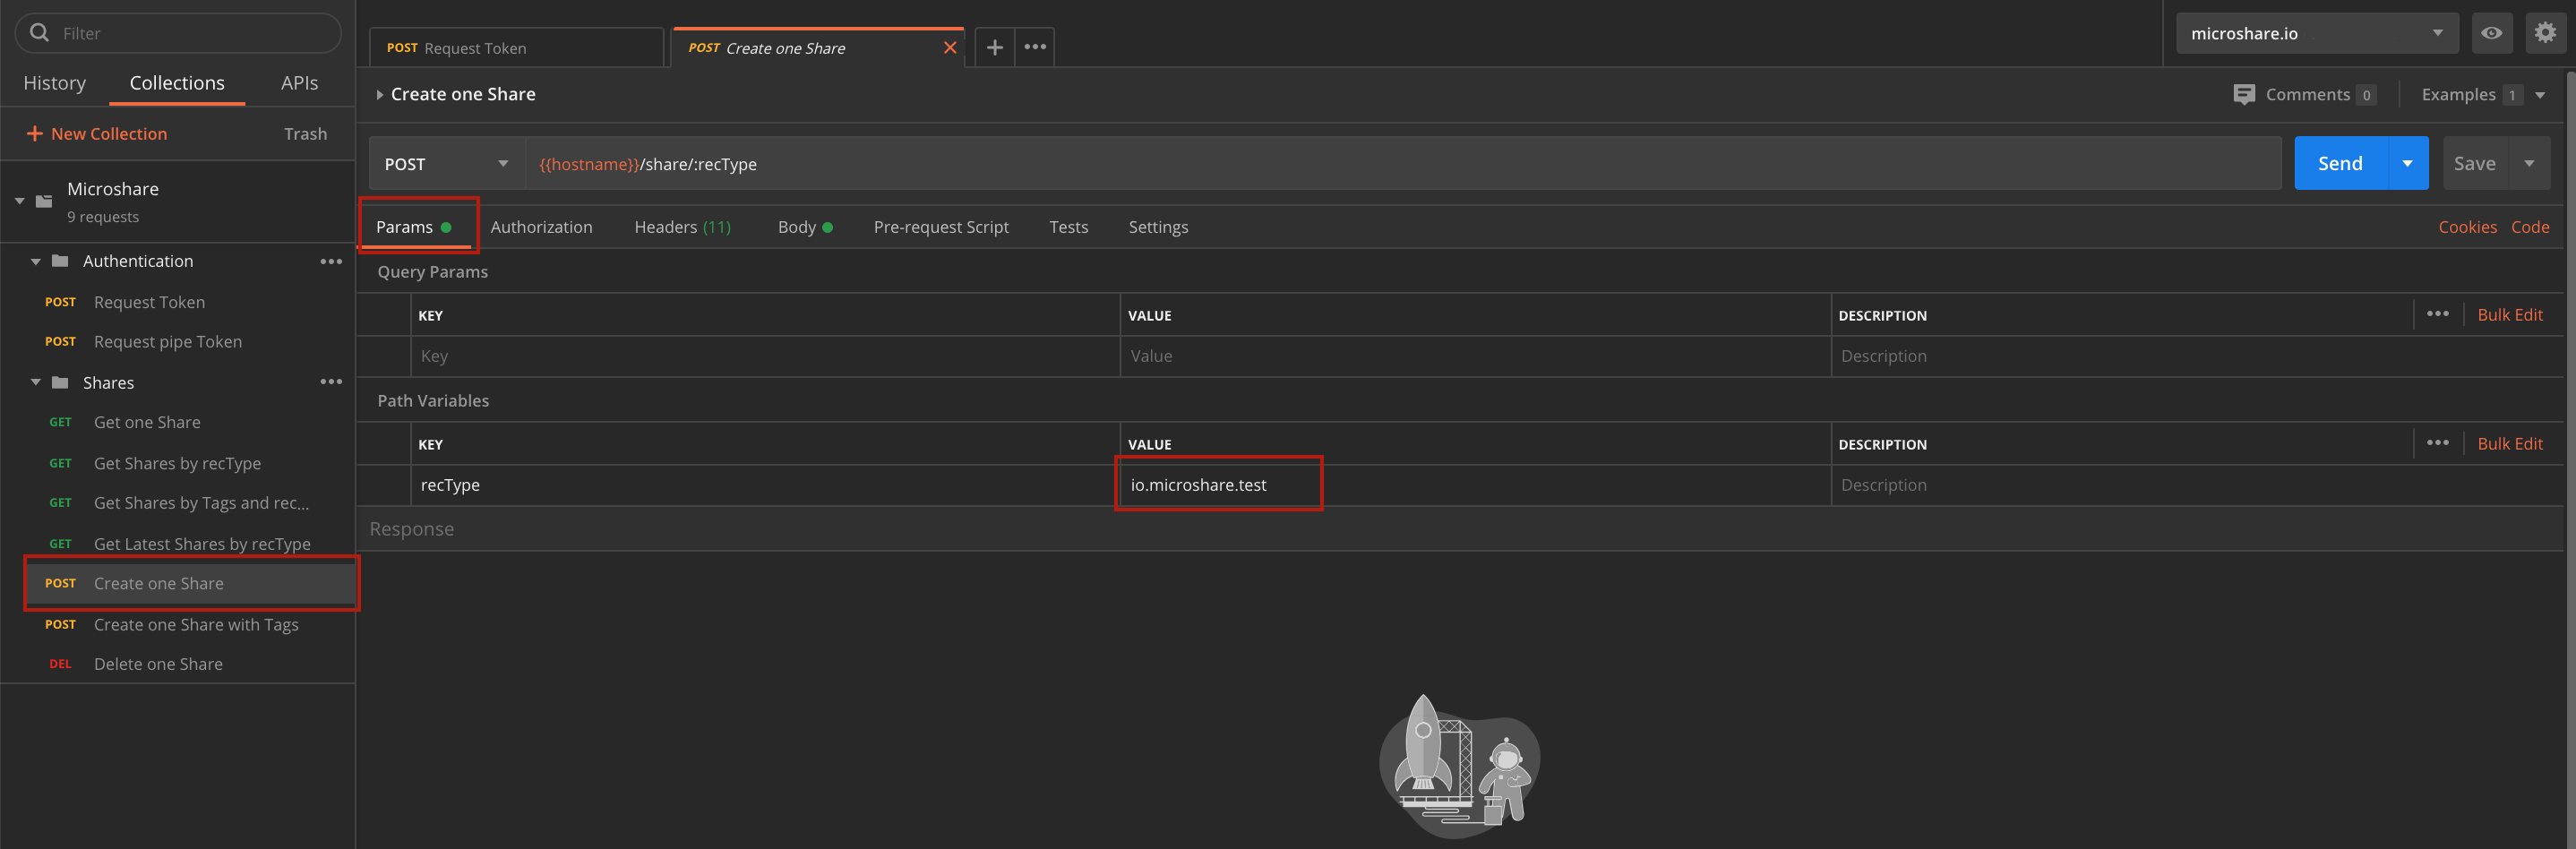 Filter
History Collections APIs
+ New Collection Trash
Microshare
9 requests
Authentication
POST Request Token
POST Request pipe Token
Shares
GET Get one Share
GET Get Shares by recType
GET Get Shares by Tags and rec...
GET Get Latest Shares by recType
POST Create one Share
POST Create one Share with Tags
DEL Delete one Share
POST Request Token
POST Create one Share
microshare.io
Create one Share
Comments 0
Examples 1
POST
{{hostname}}/share/:recType
Send
Save
Params Authorization Headers (11) Body Pre-request Script Tests Settings
Cookies Code
Query Params
KEY VALUE DESCRIPTION Bulk Edit
Key Value Description
Path Variables
KEY VALUE DESCRIPTION Bulk Edit
recType io.microshare.test Description
Response